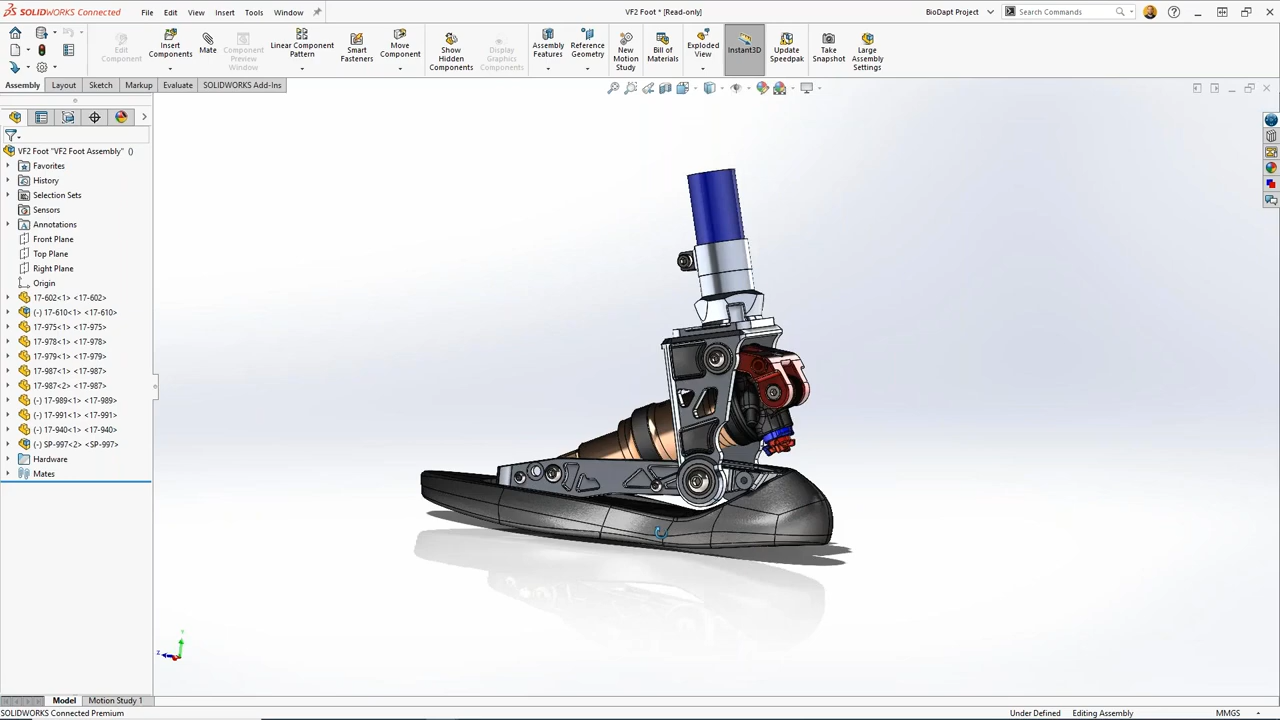 SOLIDWORKS Connected File Edit View Insert Tools Window VF2 Foot * [Read-only] BioDapt Project Search Commands
Edit Component
Insert Components
Mate
Component Preview Window
Linear Component Pattern
Smart Fasteners
Move Component
Show Hidden Components
Display Graphics Components
Assembly Features
Reference Geometry
New Motion Study
Bill of Materials
Exploded View
Instant3D
Update Speedpak
Take Snapshot
Large Assembly Settings
Assembly Layout Sketch Markup Evaluate SOLIDWORKS Add-Ins
VF2 Foot "VF2 Foot Assembly" ()
Favorites
History
Selection Sets
Sensors
Annotations
Front Plane
Top Plane
Right Plane
Origin
17-602<1> <17-602>
(-) 17-610<1> <17-610>
17-975<1> <17-975>
17-978<1> <17-978>
17-979<1> <17-979>
17-987<1> <17-987>
17-987<2> <17-987>
(-) 17-989<1> <17-989>
(-) 17-991<1> <17-991>
(-) 17-940<1> <17-940>
(-) SP-997<2> <SP-997>
Hardware
Mates
Y
Z
Model Motion Study 1
SOLIDWORKS Connected Premium Under Defined Editing Assembly MMGS